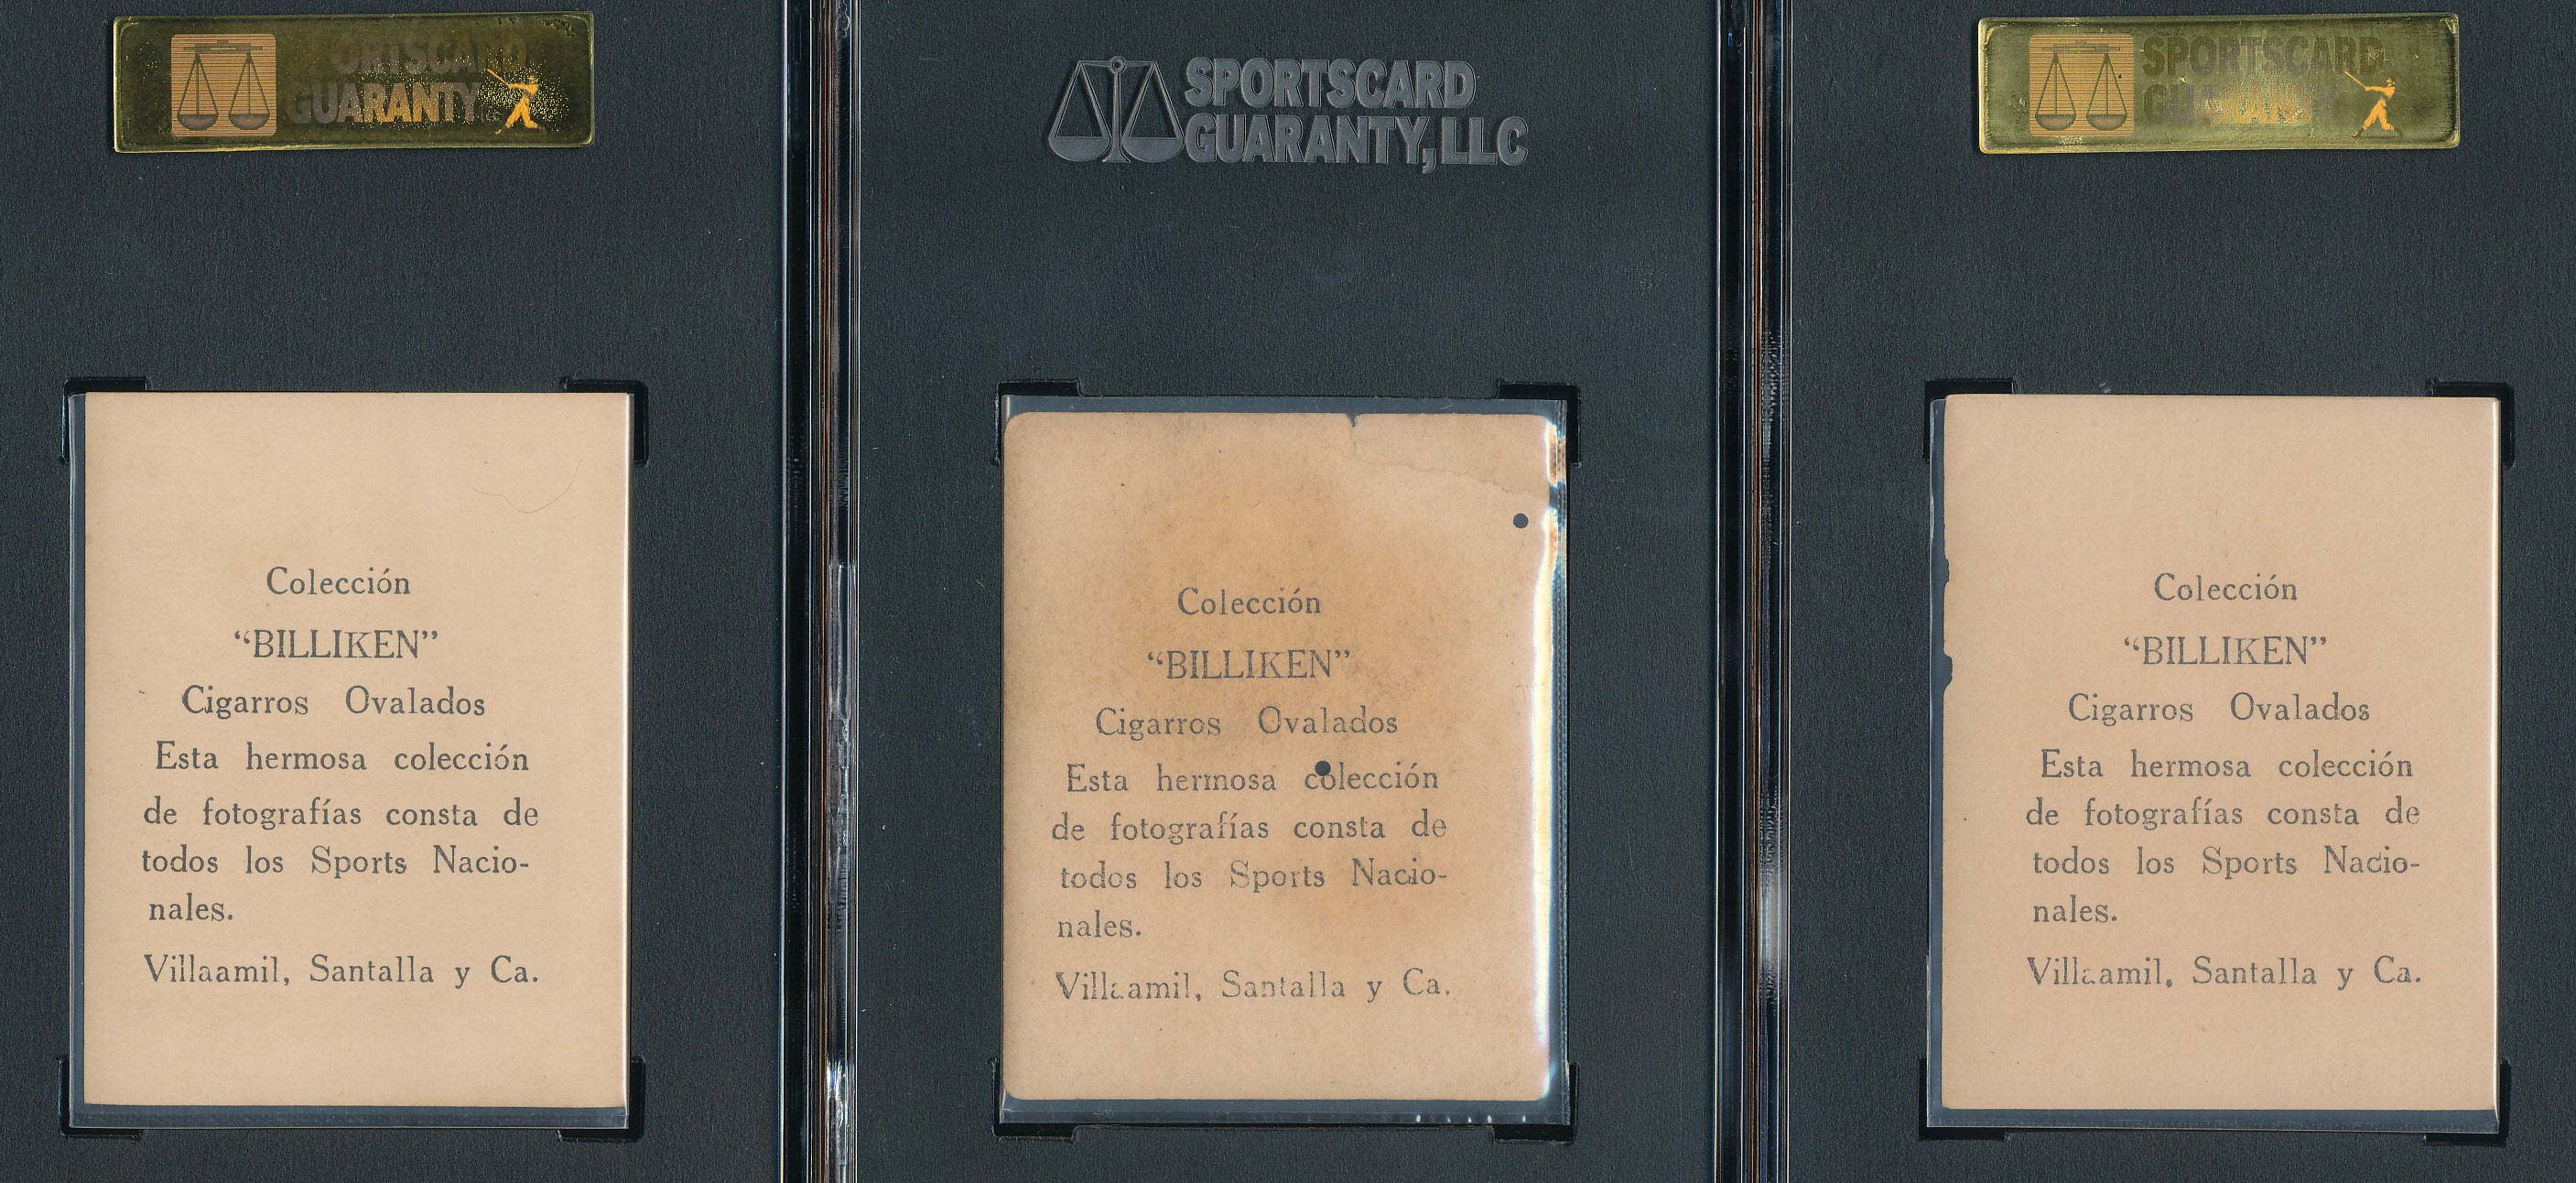 ORTSCARD
GUARANTY
Colección
“BILLIKEN”
Cigarros Ovalados
Esta hermosa colección
de fotografías consta de
todos los Sports Nacio-
nales.
Villaamil, Santalla y Ca.
SPORTSCARD
GUARANTY, LLC
Colección
“BILLIKEN”
Cigarros Ovalados
Esta hermosa colección
de fotografías consta de
todos los Sports Nacio-
nales.
Villaamil, Santalla y Ca.
SPORTSCARD
GUARANTY
Colección
“BILLIKEN”
Cigarros Ovalados
Esta hermosa colección
de fotografías consta de
todos los Sports Nacio-
nales.
Villaamil, Santalla y Ca.